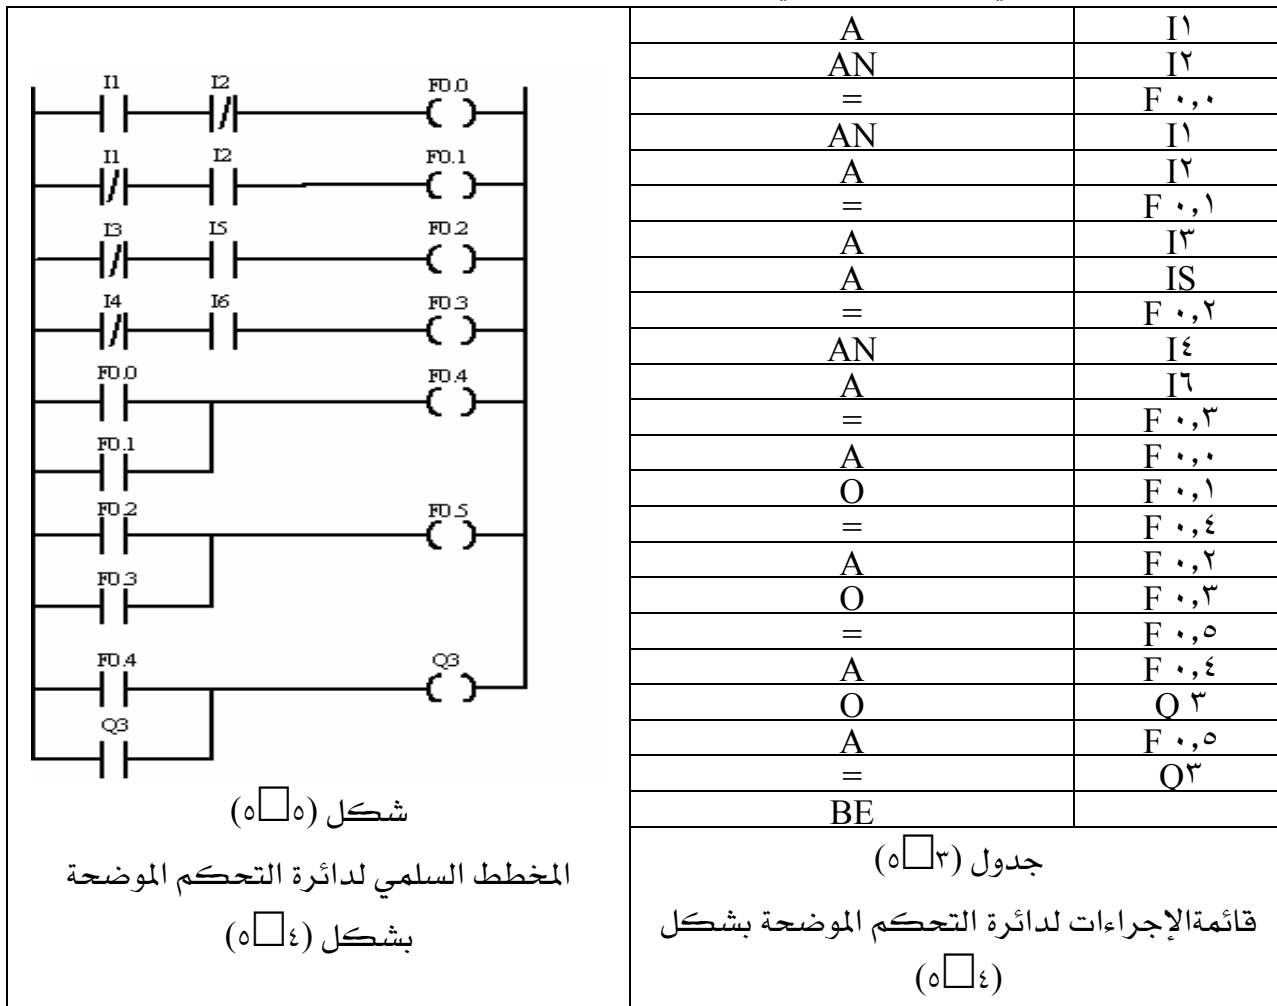 I1 I2 F0.0
I1 I2 F0.1
I3 I5 F0.2
I4 I6 F0.3
F0.0 F0.4
F0.1
F0.2 F0.5
F0.3
F0.4 Q3
Q3
شكل (٥□٥)
المخطط السلمي لدائرة التحكم الموضحة
بشكل (٤□٥)
A I١
AN I٢
= F ٠,٠
AN I١
A I٢
= F ٠,١
A I٣
A IS
= F ٠,٢
AN I٤
A I٦
= F ٠,٣
A F ٠,٠
O F ٠,١
= F ٠,٤
A F ٠,٢
O F ٠,٣
= F ٠,٥
A F ٠,٤
O Q ٣
A F ٠,٥
= Q٣
BE
جدول (٣□٥)
قائمةالإجراءات لدائرة التحكم الموضحة بشكل
(٤□٥)